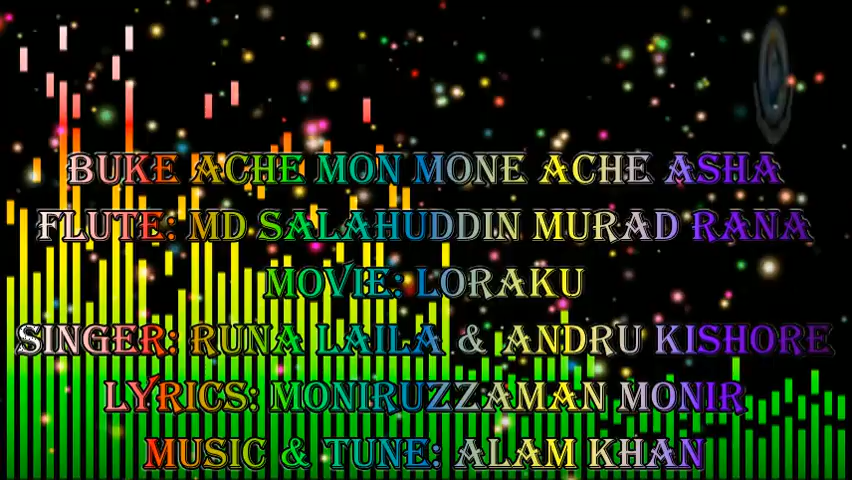 BUKE ACHE MON MONE ACHE ASHA
FLUTE: MD SALAHUDDIN MURAD RANA
MOVIE: LORAKU
SINGER: RUNA LAILA & ANDRU KISHORE
LYRICS: MONIRUZZAMAN MONIR
MUSIC & TUNE: ALAM KHAN